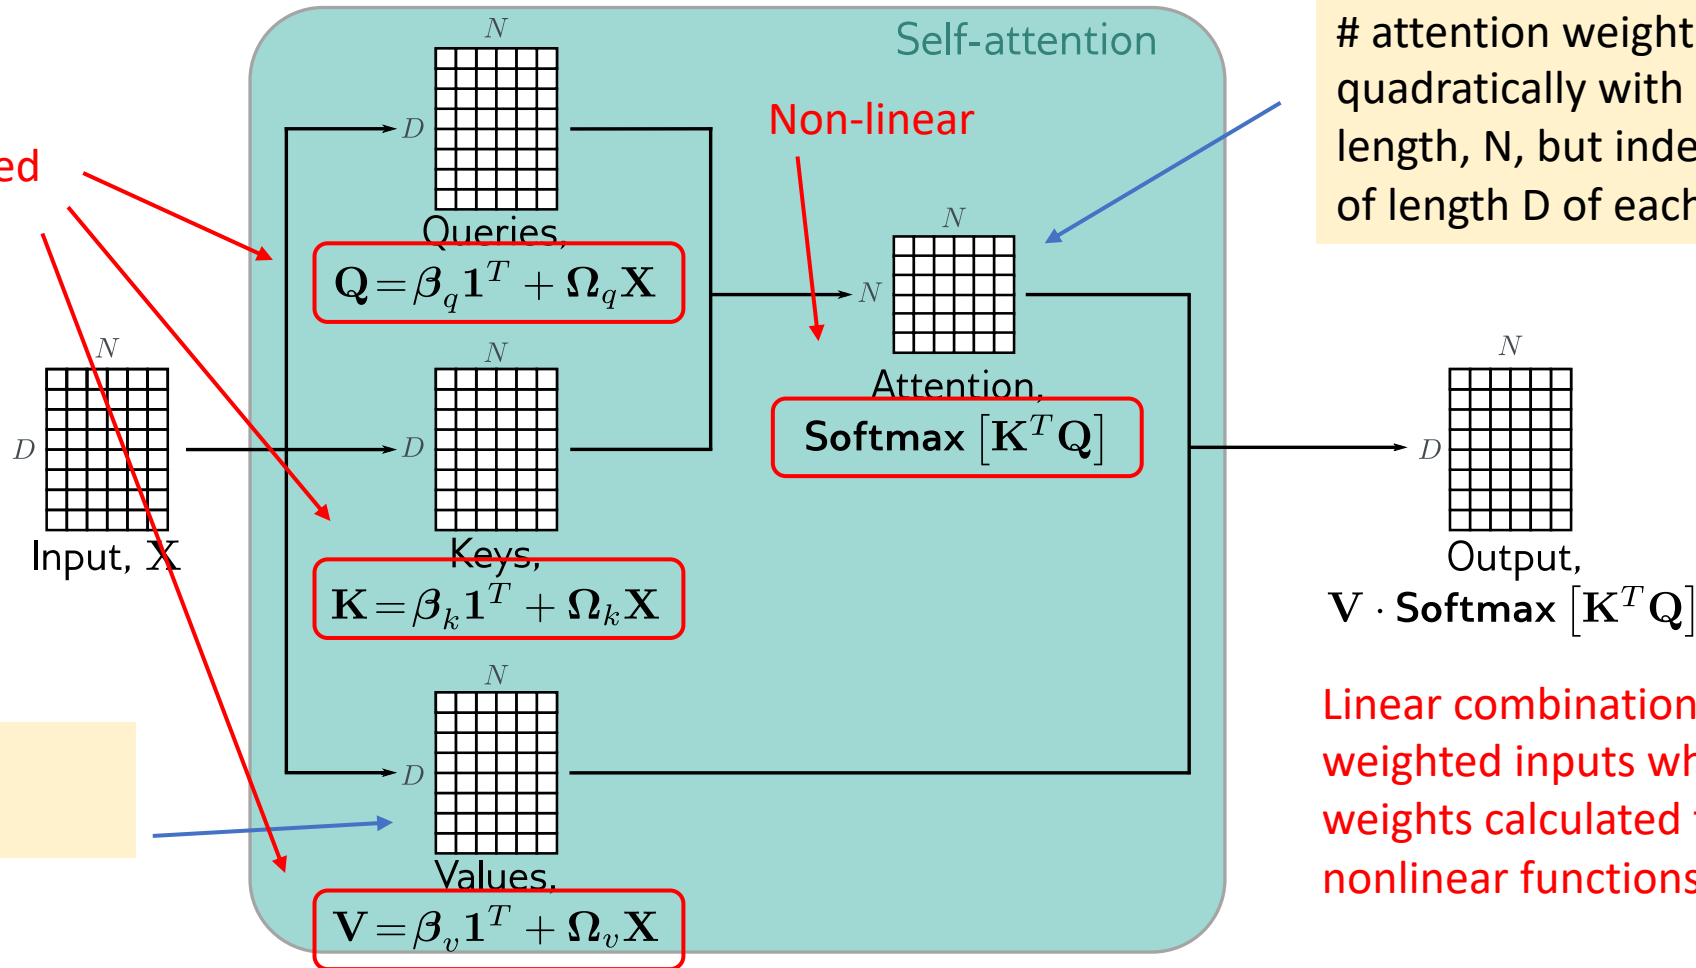 Self-attention
N
D
Queries,
Q=β_q 1^T + Ω_q X
N
D
Keys,
K=β_k 1^T + Ω_k X
N
D
Values,
V=β_v 1^T + Ω_v X
N
D
Input, X
ed
Non-linear
N
N
Attention,
Softmax [K^T Q]
# attention weight
quadratically with
length, N, but inde
of length D of each
N
D
Output,
V · Softmax [K^T Q]
Linear combination
weighted inputs wh
weights calculated
nonlinear functions